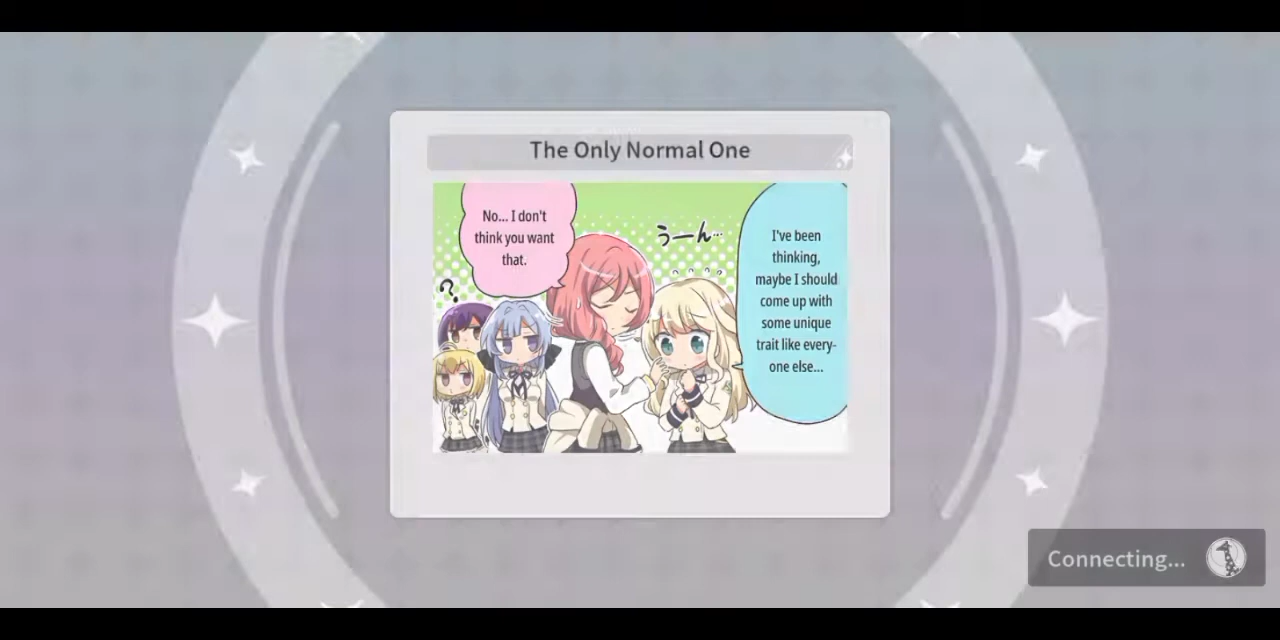 The Only Normal One
No... I don't
think you want
that.
うーん…
?
I've been
thinking,
maybe I should
come up with
some unique
trait like every-
one else...
Connecting...